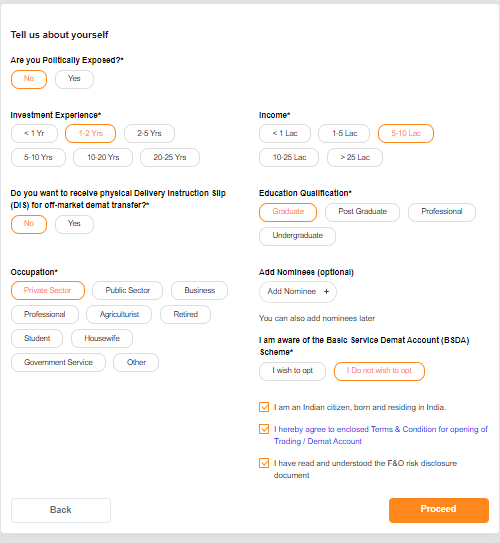 Tell us about yourself
Are you Politically Exposed?*
No
Yes
Investment Experience*
< 1 Yr
1-2 Yrs
2-5 Yrs
5-10 Yrs
10-20 Yrs
20-25 Yrs
Income*
< 1 Lac
1-5 Lac
5-10 Lac
10-25 Lac
> 25 Lac
Do you want to receive physical Delivery Instruction Slip
(DIS) for off-market demat transfer?*
No
Yes
Education Qualification*
Graduate
Post Graduate
Professional
Undergraduate
Occupation*
Private Sector
Public Sector
Business
Professional
Agriculturist
Retired
Student
Housewife
Government Service
Other
Add Nominees (optional)
Add Nominee +
You can also add nominees later
I am aware of the Basic Service Demat Account (BSDA)
Scheme*
I wish to opt
I Do not wish to opt
I am an Indian citizen, born and residing in India.
I hereby agree to enclosed Terms & Condition for opening of
Trading / Demat Account
I have read and understood the F&O risk disclosure
document
Back
Proceed